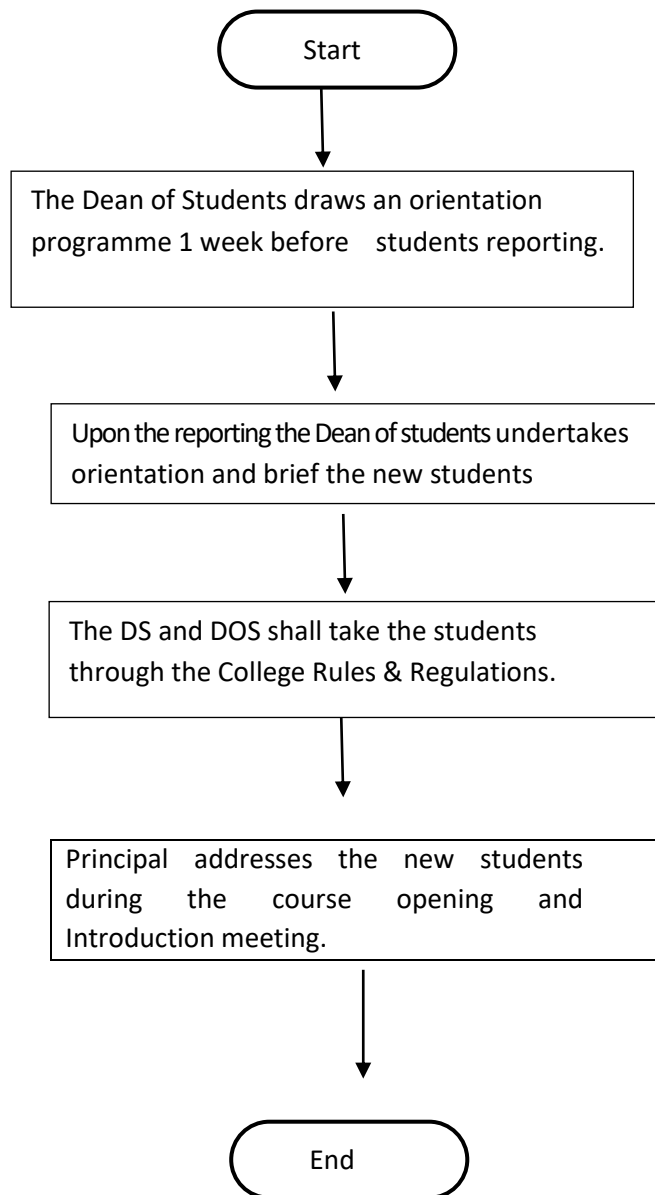 Start
The Dean of Students draws an orientation
programme 1 week before students reporting.
Upon the reporting the Dean of students undertakes
orientation and brief the new students
The DS and DOS shall take the students
through the College Rules & Regulations.
Principal addresses the new students
during the course opening and
Introduction meeting.
End